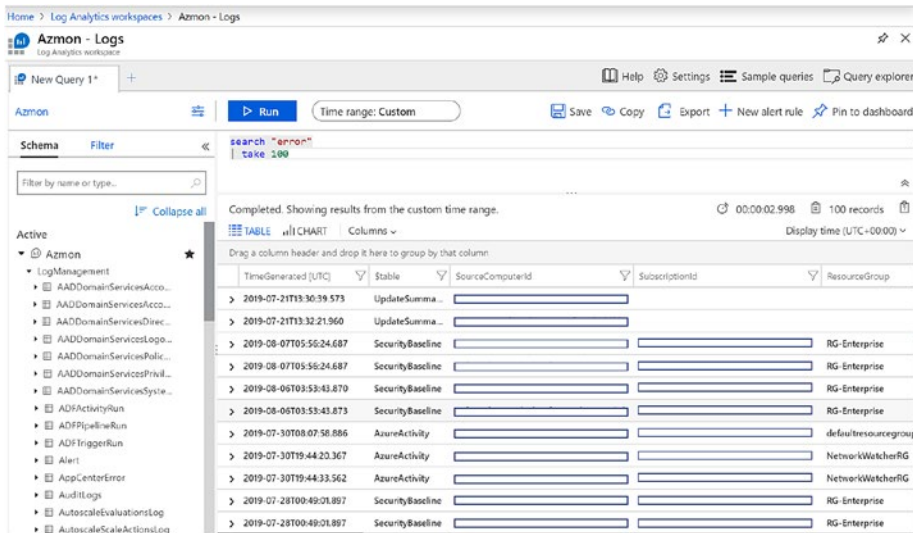 Home > Log Analytics workspaces > Azmon - Logs
Azmon - Logs
Log Analytics workspace
New Query 1*
Help Settings Sample queries Query explorer
Azmon
Run
Time range: Custom
Save Copy Export New alert rule Pin to dashboard
Schema Filter
Filter by name or type...
Collapse all
Active
Azmon
LogManagement
AADDomainServicesAcco...
AADDomainServicesAcco...
AADDomainServicesDirec...
AADDomainServicesLogo...
AADDomainServicesPolic...
AADDomainServicesPrivil...
AADDomainServicesSyste...
ADFActivityRun
ADFPipelineRun
ADFTriggerRun
Alert
AppCenterError
AuditLogs
AutoscaleEvaluationsLog
AutoscaleScaleActionsLog
search "error"
| take 100
Completed. Showing results from the custom time range.
00:00:02.998 100 records
TABLE CHART Columns
Display time (UTC+00:00)
Drag a column header and drop it here to group by that column
TimeGenerated [UTC] $table SourceComputerId SubscriptionId ResourceGroup
2019-07-21T13:30:39.573 UpdateSumma...
2019-07-21T13:32:21.960 UpdateSumma...
2019-08-07T05:56:24.687 SecurityBaseline RG-Enterprise
2019-08-07T05:56:24.687 SecurityBaseline RG-Enterprise
2019-08-06T03:53:43.870 SecurityBaseline RG-Enterprise
2019-08-06T03:53:43.873 SecurityBaseline RG-Enterprise
2019-07-30T08:07:58.886 AzureActivity defaultresourcegroup
2019-07-30T19:44:20.367 AzureActivity NetworkWatcherRG
2019-07-30T19:44:33.562 AzureActivity NetworkWatcherRG
2019-07-28T00:49:01.897 SecurityBaseline RG-Enterprise
2019-07-28T00:49:01.897 SecurityBaseline RG-Enterprise